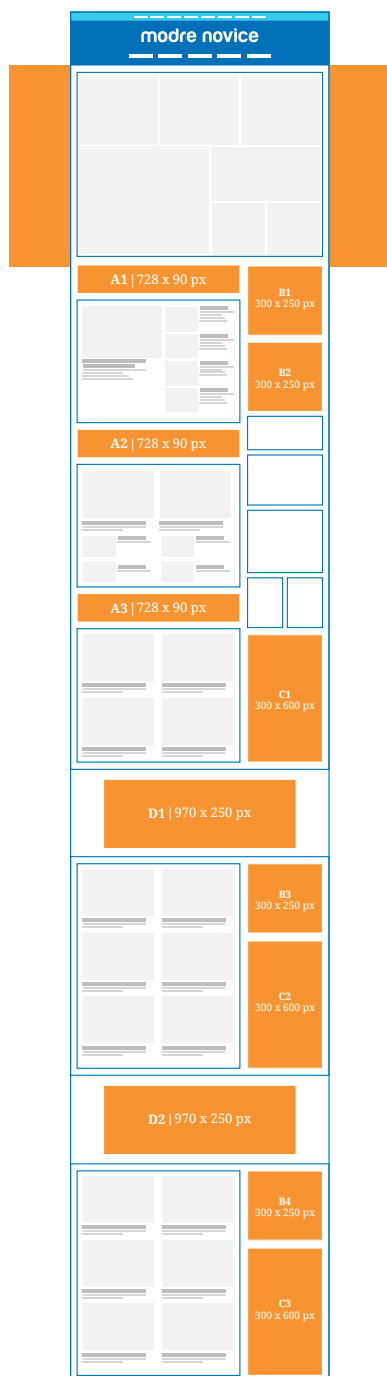 modre novice
A1 | 728 x 90 px
B1
300 x 250 px
B2
300 x 250 px
A2 | 728 x 90 px
A3 | 728 x 90 px
C1
300 x 600 px
D1 | 970 x 250 px
B3
300 x 250 px
C2
300 x 600 px
D2 | 970 x 250 px
B4
300 x 250 px
C3
300 x 600 px